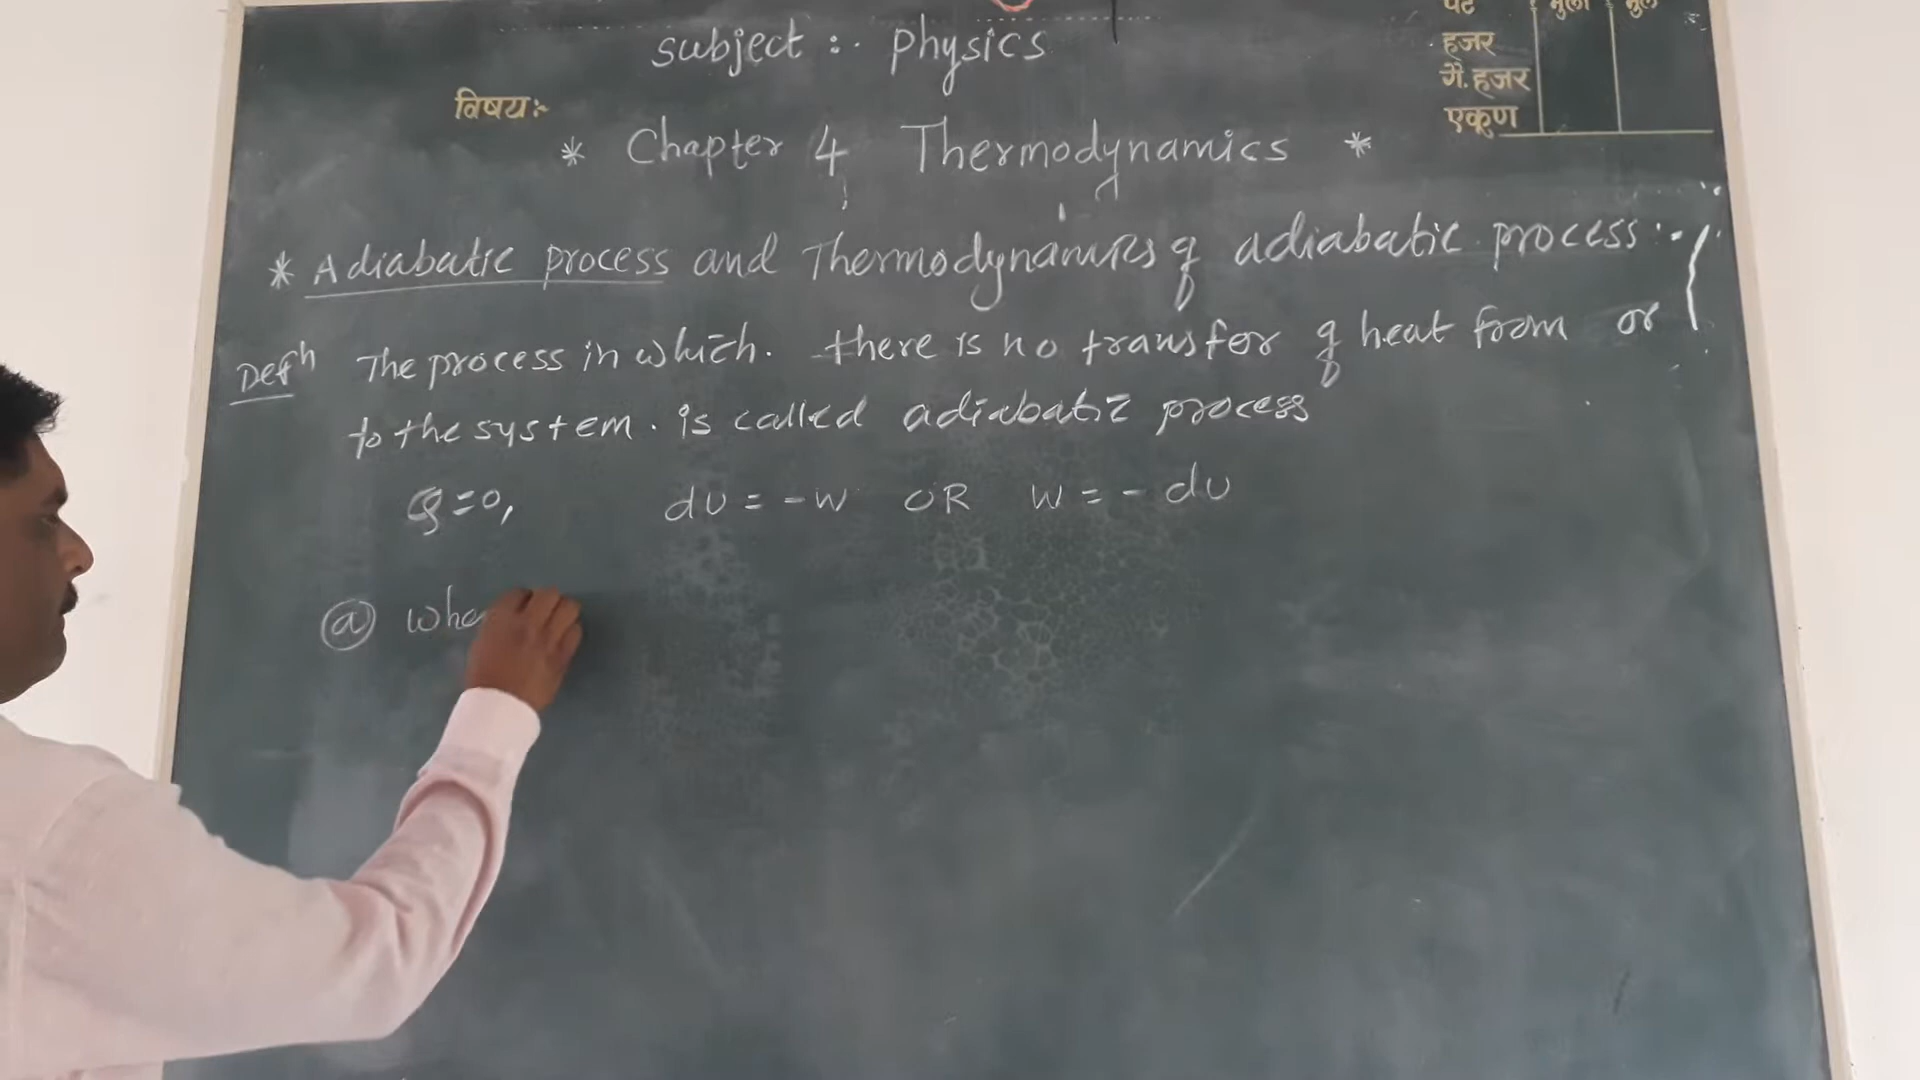 subject :- physics
विषय:-
हजर
गै. हजर
एकूण
* Chapter 4 Thermodynamics *
* Adiabatic process and Thermodynamics of adiabatic process :-
Defn The process in which. there is no transfer of heat from or
to the system. is called adiabatic process
Q = 0, dU = -W OR W = - dU
(a) whe